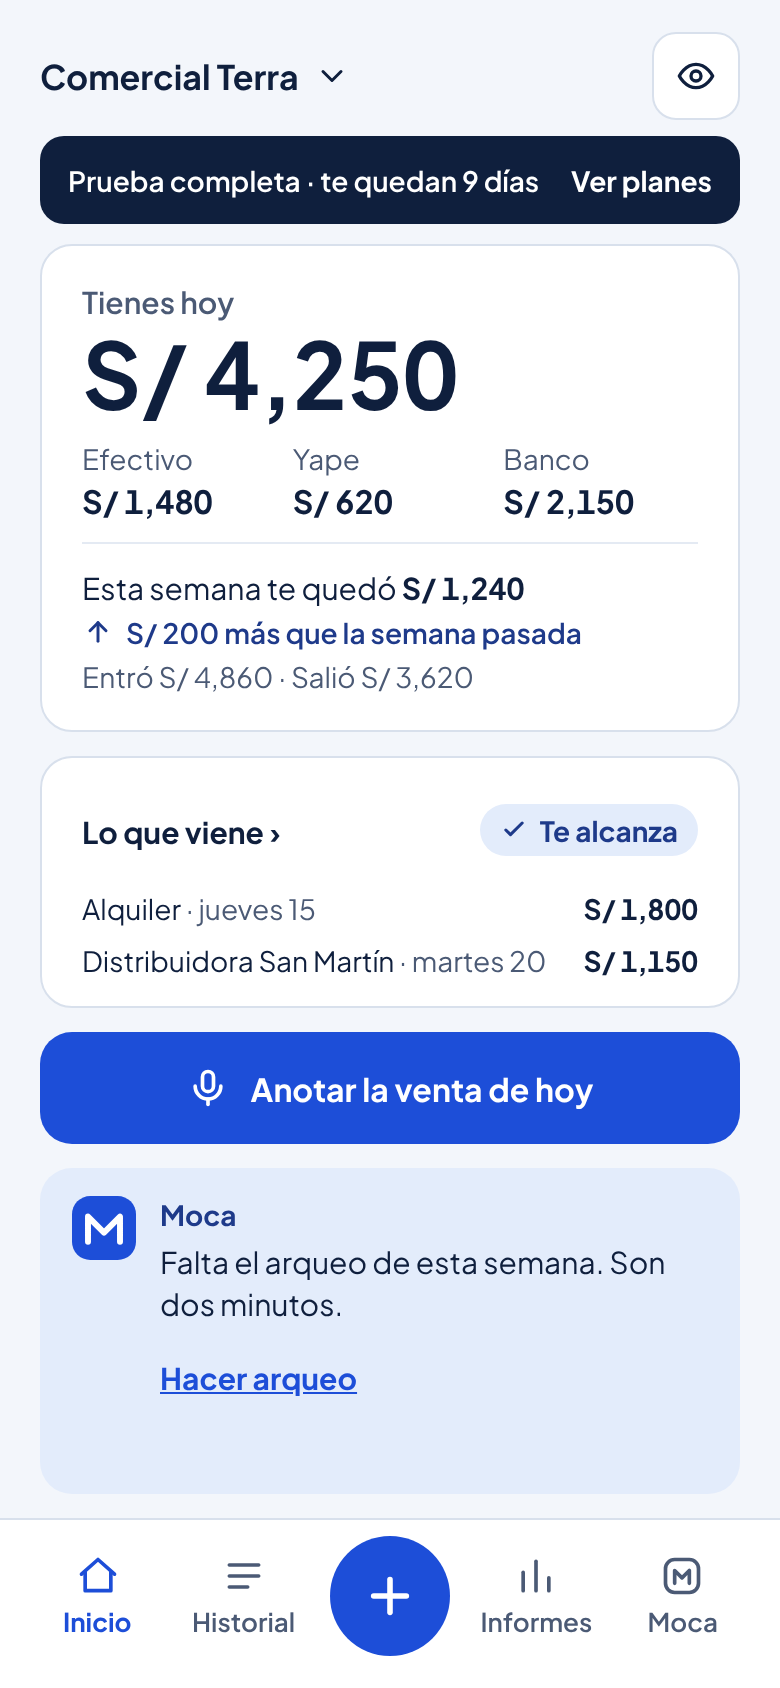 Comercial Terra
Prueba completa · te quedan 9 días Ver planes
Tienes hoy
S/ 4,250
Efectivo Yape Banco
S/ 1,480 S/ 620 S/ 2,150
Esta semana te quedó S/ 1,240
↑ S/ 200 más que la semana pasada
Entró S/ 4,860 · Salió S/ 3,620
Lo que viene › ✓ Te alcanza
Alquiler · jueves 15 S/ 1,800
Distribuidora San Martín · martes 20 S/ 1,150
Anotar la venta de hoy
M Moca
Falta el arqueo de esta semana. Son
dos minutos.
Hacer arqueo
M
Inicio Historial Informes Moca